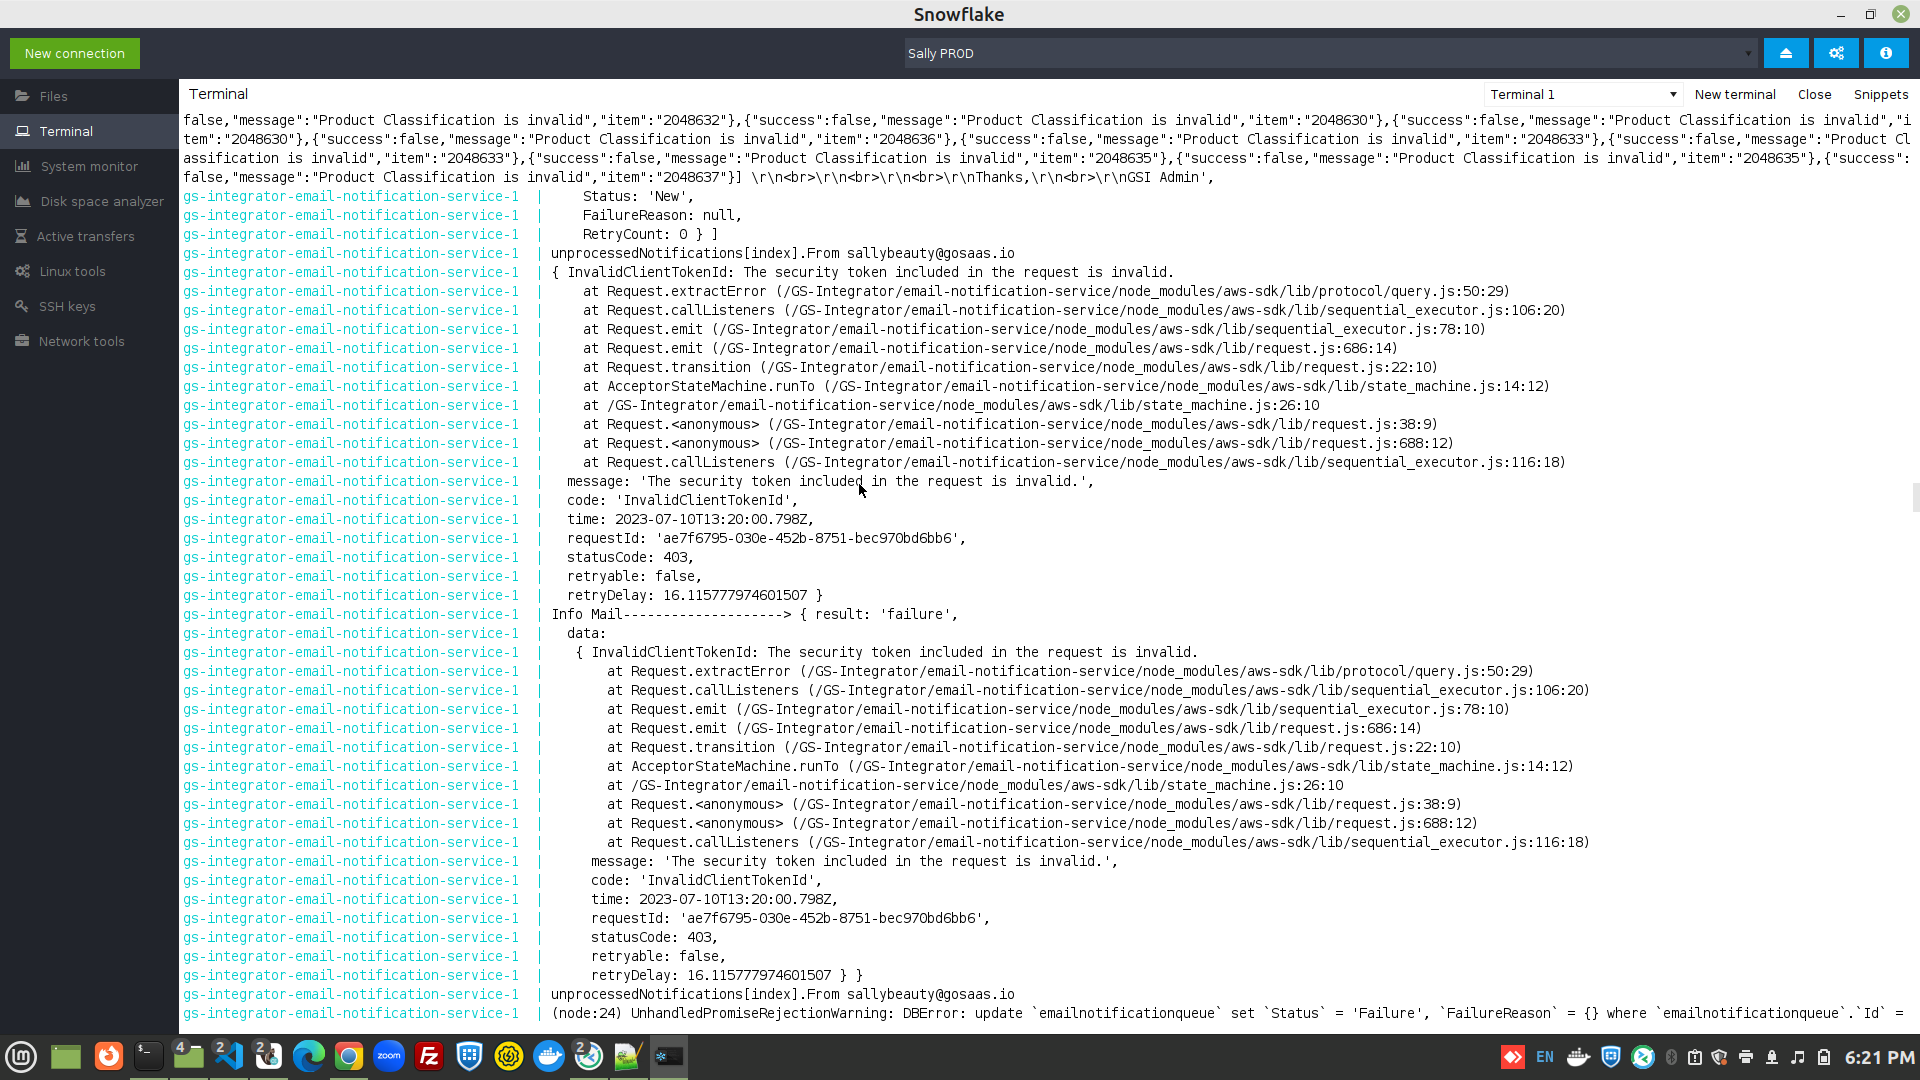 Snowflake
New connection
Sally PROD
Files
Terminal
System monitor
Disk space analyzer
Active transfers
Linux tools
SSH keys
Network tools
Terminal
Terminal 1
New terminal
Close
Snippets
false,"message":"Product Classification is invalid","item":"2048632"},{"success":false,"message":"Product Classification is invalid","item":"2048630"},{"success":false,"message":"Product Classification is invalid","i
tem":"2048630"},{"success":false,"message":"Product Classification is invalid","item":"2048636"},{"success":false,"message":"Product Classification is invalid","item":"2048633"},{"success":false,"message":"Product Cl
assification is invalid","item":"2048633"},{"success":false,"message":"Product Classification is invalid","item":"2048635"},{"success":false,"message":"Product Classification is invalid","item":"2048635"},{"success":
false,"message":"Product Classification is invalid","item":"2048637"}] \r\n<br>\r\n<br>\r\n<br>\r\nThanks,\r\n<br>\r\nGSI Admin',
gs-integrator-email-notification-service-1 | Status: 'New',
gs-integrator-email-notification-service-1 | FailureReason: null,
gs-integrator-email-notification-service-1 | RetryCount: 0 } ]
gs-integrator-email-notification-service-1 | unprocessedNotifications[index].From sallybeauty@gosaas.io
gs-integrator-email-notification-service-1 | { InvalidClientTokenId: The security token included in the request is invalid.
gs-integrator-email-notification-service-1 | at Request.extractError (/GS-Integrator/email-notification-service/node_modules/aws-sdk/lib/protocol/query.js:50:29)
gs-integrator-email-notification-service-1 | at Request.callListeners (/GS-Integrator/email-notification-service/node_modules/aws-sdk/lib/sequential_executor.js:106:20)
gs-integrator-email-notification-service-1 | at Request.emit (/GS-Integrator/email-notification-service/node_modules/aws-sdk/lib/sequential_executor.js:78:10)
gs-integrator-email-notification-service-1 | at Request.emit (/GS-Integrator/email-notification-service/node_modules/aws-sdk/lib/request.js:686:14)
gs-integrator-email-notification-service-1 | at Request.transition (/GS-Integrator/email-notification-service/node_modules/aws-sdk/lib/request.js:22:10)
gs-integrator-email-notification-service-1 | at AcceptorStateMachine.runTo (/GS-Integrator/email-notification-service/node_modules/aws-sdk/lib/state_machine.js:14:12)
gs-integrator-email-notification-service-1 | at /GS-Integrator/email-notification-service/node_modules/aws-sdk/lib/state_machine.js:26:10
gs-integrator-email-notification-service-1 | at Request.<anonymous> (/GS-Integrator/email-notification-service/node_modules/aws-sdk/lib/request.js:38:9)
gs-integrator-email-notification-service-1 | at Request.<anonymous> (/GS-Integrator/email-notification-service/node_modules/aws-sdk/lib/request.js:688:12)
gs-integrator-email-notification-service-1 | at Request.callListeners (/GS-Integrator/email-notification-service/node_modules/aws-sdk/lib/sequential_executor.js:116:18)
gs-integrator-email-notification-service-1 | message: 'The security token included in the request is invalid.',
gs-integrator-email-notification-service-1 | code: 'InvalidClientTokenId',
gs-integrator-email-notification-service-1 | time: 2023-07-10T13:20:00.798Z,
gs-integrator-email-notification-service-1 | requestId: 'ae7f6795-030e-452b-8751-bec970bd6bb6',
gs-integrator-email-notification-service-1 | statusCode: 403,
gs-integrator-email-notification-service-1 | retryable: false,
gs-integrator-email-notification-service-1 | retryDelay: 16.115777974601507 }
gs-integrator-email-notification-service-1 | Info Mail--------------------> { result: 'failure',
gs-integrator-email-notification-service-1 | data:
gs-integrator-email-notification-service-1 | { InvalidClientTokenId: The security token included in the request is invalid.
gs-integrator-email-notification-service-1 | at Request.extractError (/GS-Integrator/email-notification-service/node_modules/aws-sdk/lib/protocol/query.js:50:29)
gs-integrator-email-notification-service-1 | at Request.callListeners (/GS-Integrator/email-notification-service/node_modules/aws-sdk/lib/sequential_executor.js:106:20)
gs-integrator-email-notification-service-1 | at Request.emit (/GS-Integrator/email-notification-service/node_modules/aws-sdk/lib/sequential_executor.js:78:10)
gs-integrator-email-notification-service-1 | at Request.emit (/GS-Integrator/email-notification-service/node_modules/aws-sdk/lib/request.js:686:14)
gs-integrator-email-notification-service-1 | at Request.transition (/GS-Integrator/email-notification-service/node_modules/aws-sdk/lib/request.js:22:10)
gs-integrator-email-notification-service-1 | at AcceptorStateMachine.runTo (/GS-Integrator/email-notification-service/node_modules/aws-sdk/lib/state_machine.js:14:12)
gs-integrator-email-notification-service-1 | at /GS-Integrator/email-notification-service/node_modules/aws-sdk/lib/state_machine.js:26:10
gs-integrator-email-notification-service-1 | at Request.<anonymous> (/GS-Integrator/email-notification-service/node_modules/aws-sdk/lib/request.js:38:9)
gs-integrator-email-notification-service-1 | at Request.<anonymous> (/GS-Integrator/email-notification-service/node_modules/aws-sdk/lib/request.js:688:12)
gs-integrator-email-notification-service-1 | at Request.callListeners (/GS-Integrator/email-notification-service/node_modules/aws-sdk/lib/sequential_executor.js:116:18)
gs-integrator-email-notification-service-1 | message: 'The security token included in the request is invalid.',
gs-integrator-email-notification-service-1 | code: 'InvalidClientTokenId',
gs-integrator-email-notification-service-1 | time: 2023-07-10T13:20:00.798Z,
gs-integrator-email-notification-service-1 | requestId: 'ae7f6795-030e-452b-8751-bec970bd6bb6',
gs-integrator-email-notification-service-1 | statusCode: 403,
gs-integrator-email-notification-service-1 | retryable: false,
gs-integrator-email-notification-service-1 | retryDelay: 16.115777974601507 } }
gs-integrator-email-notification-service-1 | unprocessedNotifications[index].From sallybeauty@gosaas.io
gs-integrator-email-notification-service-1 | (node:24) UnhandledPromiseRejectionWarning: DBError: update `emailnotificationqueue` set `Status` = 'Failure', `FailureReason` = {} where `emailnotificationqueue`.`Id` =
4
2
2
zoom
2
EN
6:21 PM